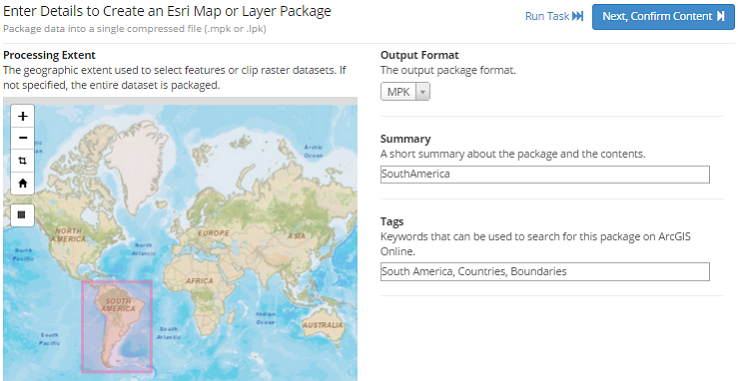 Enter Details to Create an Esri Map or Layer Package
Package data into a single compressed file (.mpk or .lpk)
Run Task
Next, Confirm Content
Processing Extent
The geographic extent used to select features or clip raster datasets. If
not specified, the entire dataset is packaged.
+
−
Arctic
Ocean
NORTH
AMERICA
EUROPE
ASIA
North
Pacific
North
Atlantic
AFRICA
SOUTH
AMERICA
Indian
Ocean
South
Pacific
South
Atlantic
AUSTRALIA
Output Format
The output package format.
MPK
Summary
A short summary about the package and the contents.
SouthAmerica
Tags
Keywords that can be used to search for this package on ArcGIS
Online.
South America, Countries, Boundaries